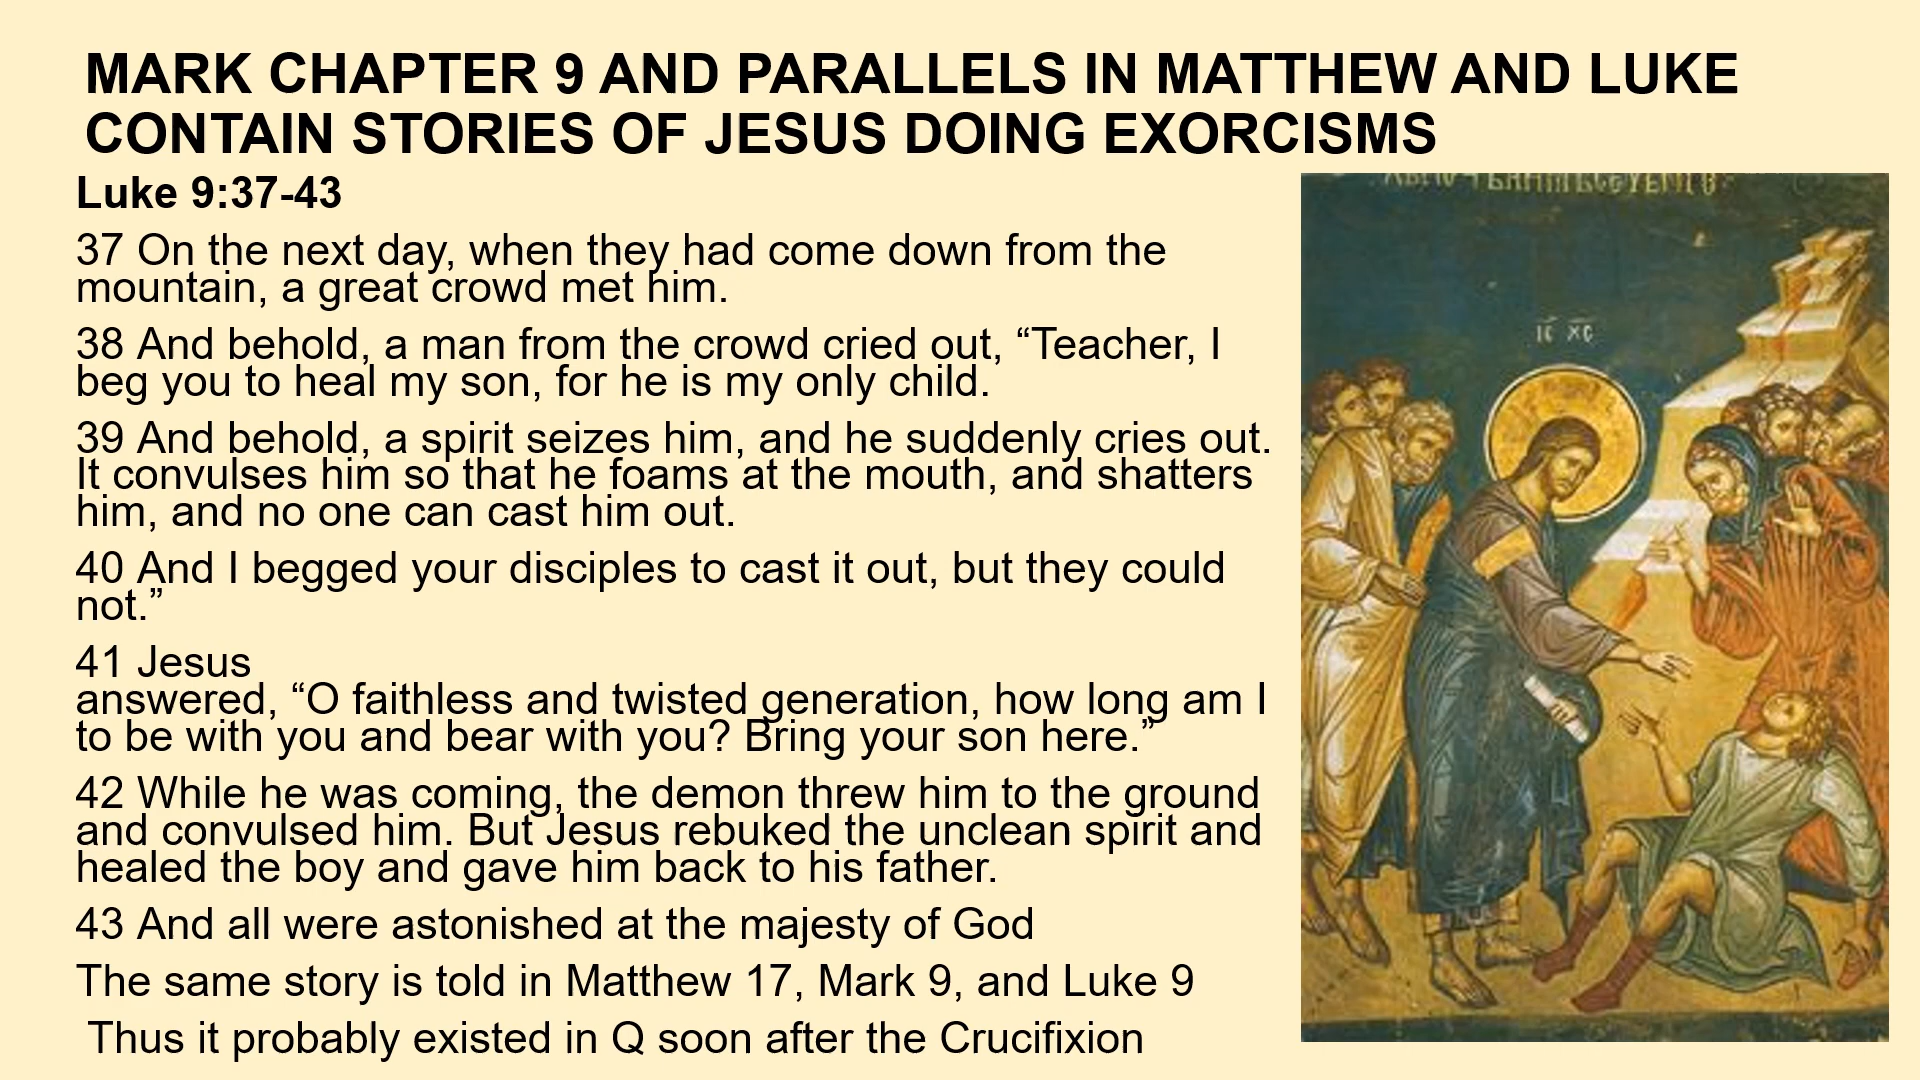 MARK CHAPTER 9 AND PARALLELS IN MATTHEW AND LUKE
CONTAIN STORIES OF JESUS DOING EXORCISMS
Luke 9:37-43
37 On the next day, when they had come down from the
mountain, a great crowd met him.
38 And behold, a man from the crowd cried out, “Teacher, I
beg you to heal my son, for he is my only child.
39 And behold, a spirit seizes him, and he suddenly cries out.
It convulses him so that he foams at the mouth, and shatters
him, and no one can cast him out.
40 And I begged your disciples to cast it out, but they could
not.”
41 Jesus
answered, “O faithless and twisted generation, how long am I
to be with you and bear with you? Bring your son here.”
42 While he was coming, the demon threw him to the ground
and convulsed him. But Jesus rebuked the unclean spirit and
healed the boy and gave him back to his father.
43 And all were astonished at the majesty of God
The same story is told in Matthew 17, Mark 9, and Luke 9
Thus it probably existed in Q soon after the Crucifixion
IC XC